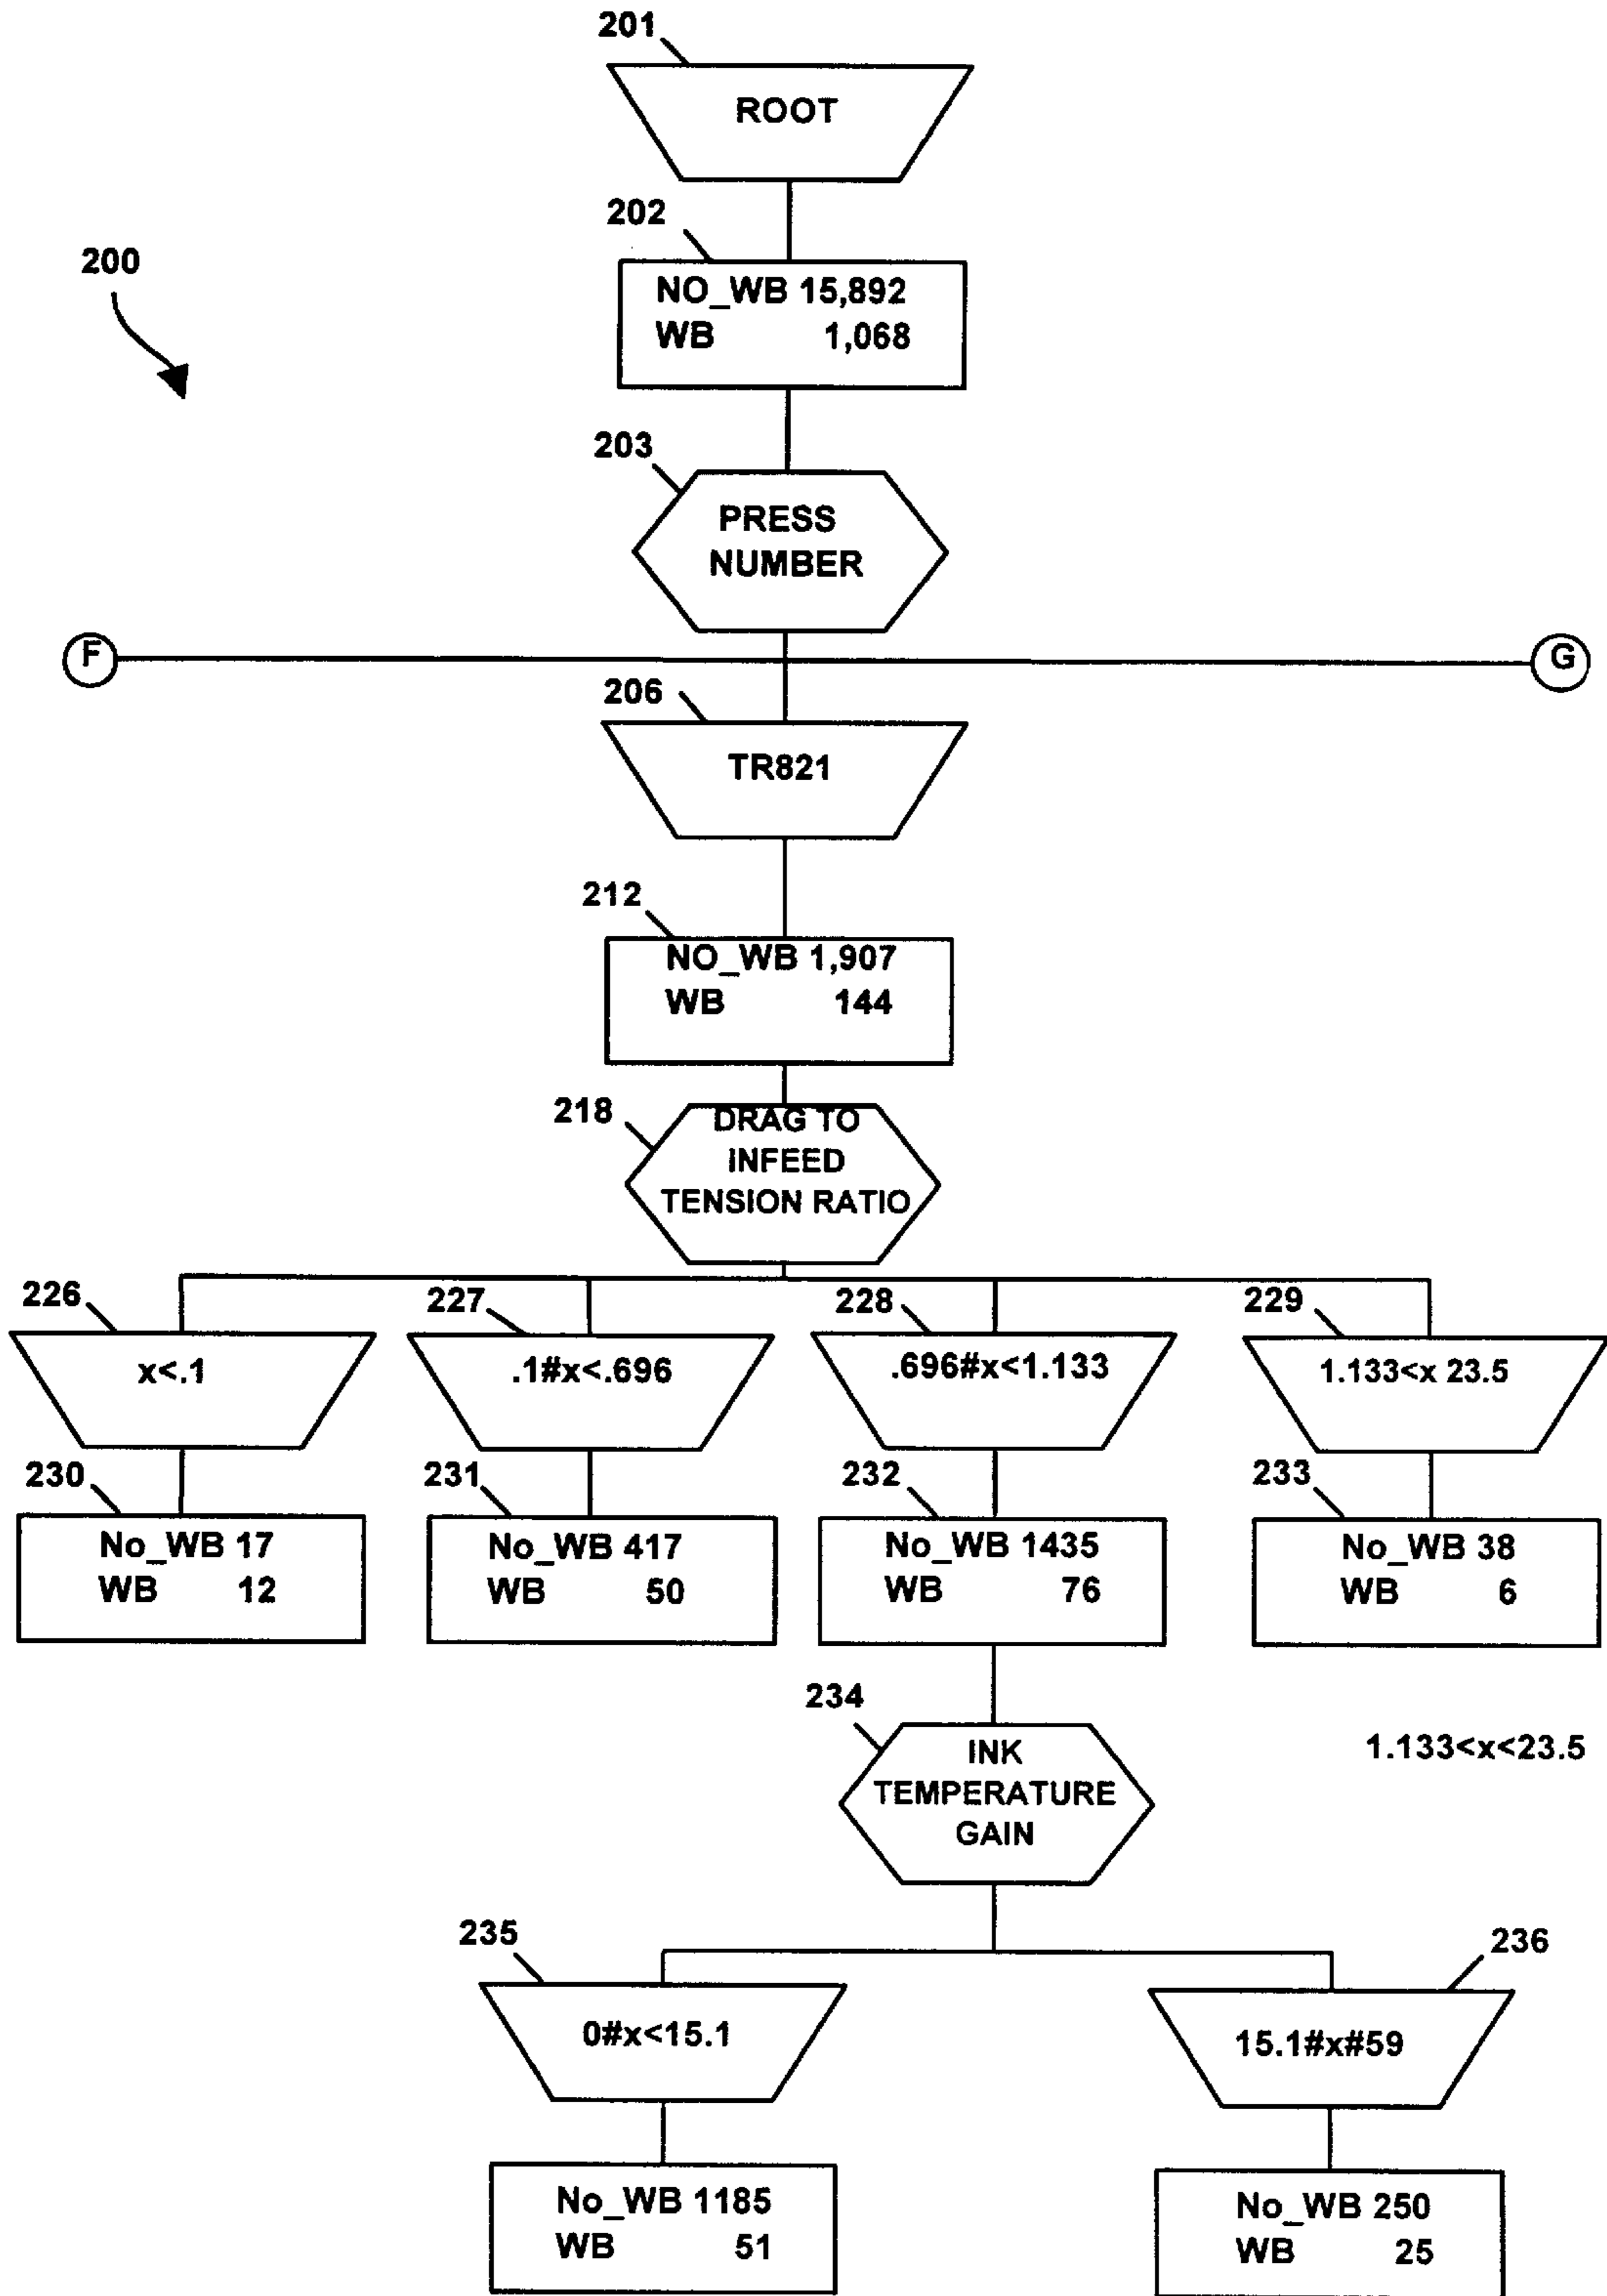 201
ROOT
202
NO_WB 15,892
WB 1,068
200
203
PRESS
NUMBER
F
G
206
TR821
212
NO_WB 1,907
WB 144
218
DRAG TO
INFEED
TENSION RATIO
226
227
228
229
x<.1
.1#x<.696
.696#x<1.133
1.133<x 23.5
230
231
232
233
No_WB 17
WB 12
No_WB 417
WB 50
No_WB 1435
WB 76
No_WB 38
WB 6
234
INK
TEMPERATURE
GAIN
1.133<x<23.5
235
236
0#x<15.1
15.1#x#59
No_WB 1185
WB 51
No_WB 250
WB 25